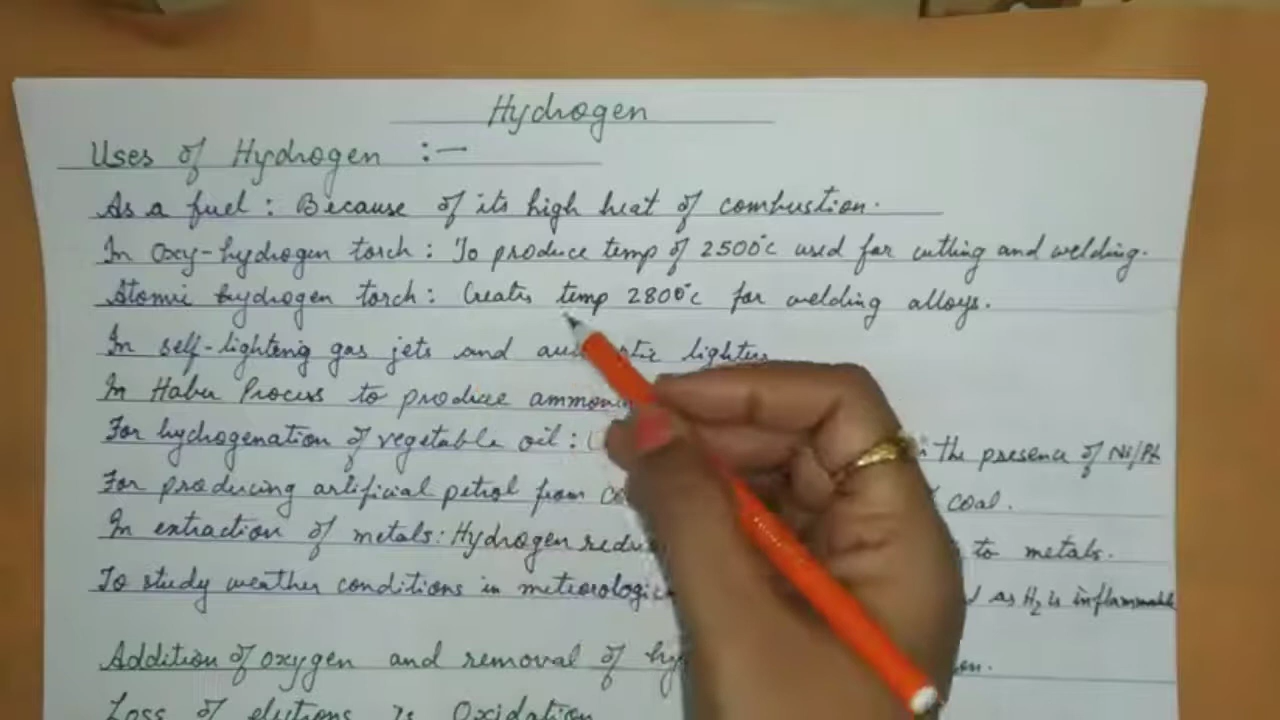 Hydrogen
Uses of Hydrogen :—
As a fuel : Because of its high heat of combustion.
In Oxy-hydrogen torch : To produce temp of 2500°c used for cutting and welding.
Atomic hydrogen torch : Creates temp 2800°c for welding alloys.
In self-lighting gas jets and lighters
In Haber Process to produce
For hydrogenation of vegetable oil : the presence of Ni/Pt
For producing artificial petrol from coal.
In extraction of metals : Hydrogen to metals.
To study weather conditions in as H₂ is inflammable
Addition of oxygen and removal of
Loss of electrons is Oxidation